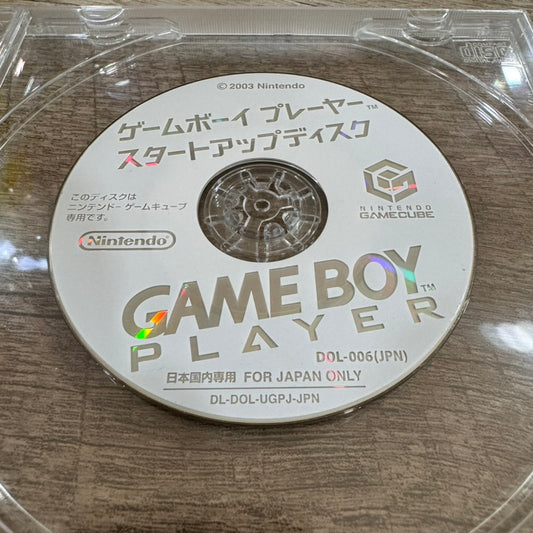 © 2003 Nintendo
ゲームボーイ プレーヤー™
スタートアップディスク
このディスクは
ニンテンドーゲームキューブ
専用です。
Nintendo
NINTENDO
GAMECUBE
GAME BOY™
PLAYER
DOL-006(JPN)
日本国内専用 FOR JAPAN ONLY
DL-DOL-UGPJ-JPN
disc